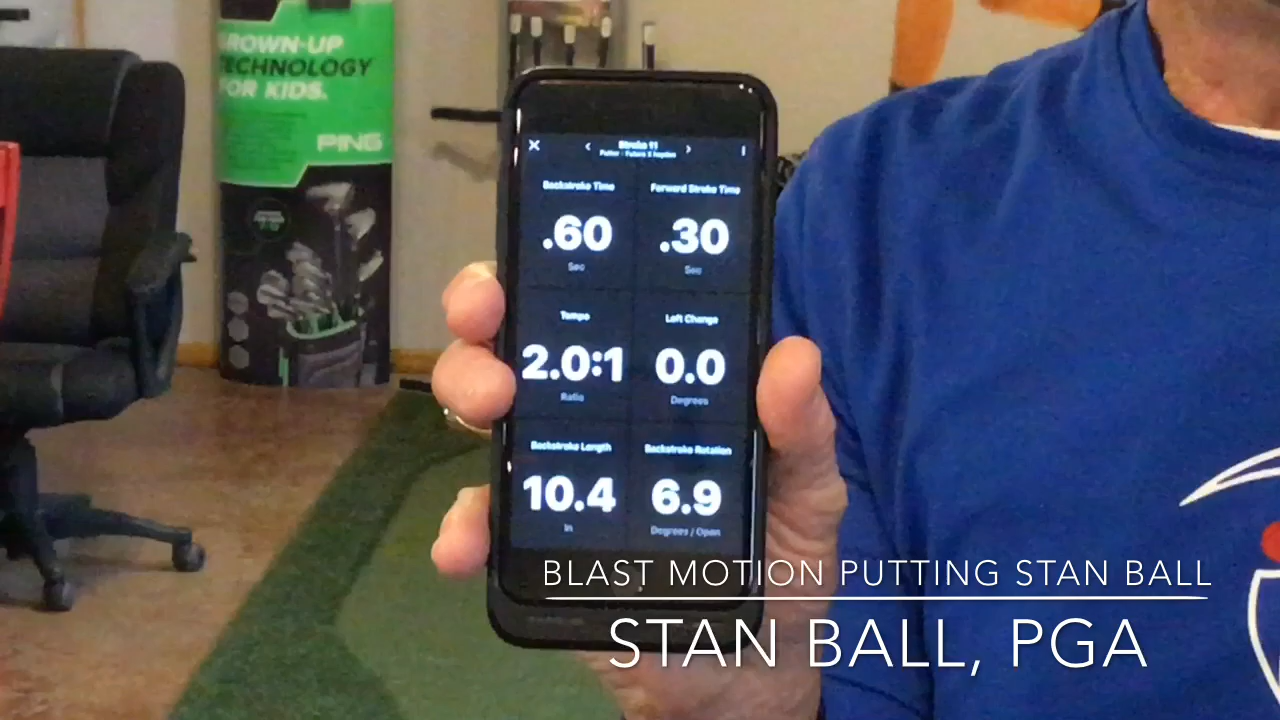 GROWN-UP
TECHNOLOGY
FOR KIDS.
PING
Stroke 11
Backstroke Time
Forward Stroke Time
.60
.30
Sec
Sec
Tempo
Loft Change
2.0:1
0.0
Ratio
Degrees
Backstroke Length
Backstroke Rotation
10.4
6.9
In
Degrees / Open
BLAST MOTION PUTTING STAN BALL
STAN BALL, PGA